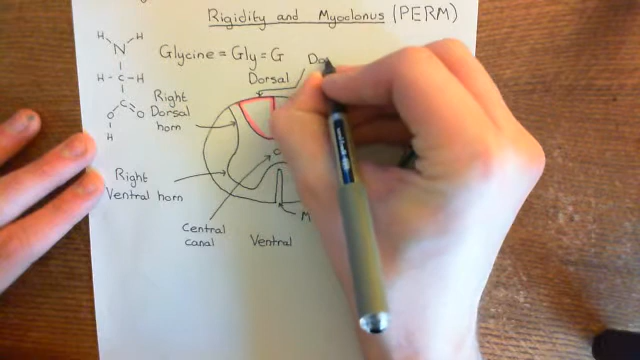 Rigidity and Myoclonus (PERM)
Glycine = Gly = G
H H
N
H - C - H
C
O O
H
Dorsal
Right
Dorsal
horn
Right
Ventral horn
Central
canal
Ventral